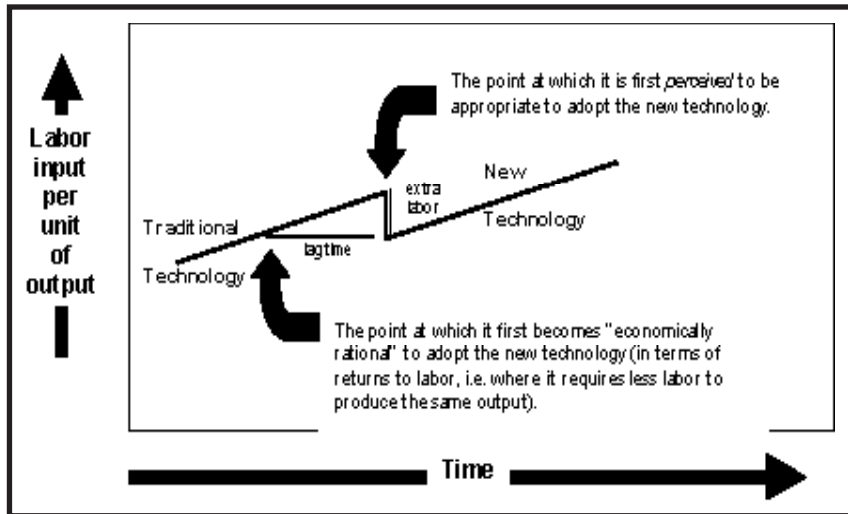 Labor
input
per
unit
of
output
The point at which it is first perceived to be
appropriate to adopt the new technology.
Traditional
Technology
lagtime
extra
labor
New
Technology
The point at which it first becomes "economically
rational" to adopt the new technology (in terms of
returns to labor, i.e. where it requires less labor to
produce the same output).
Time